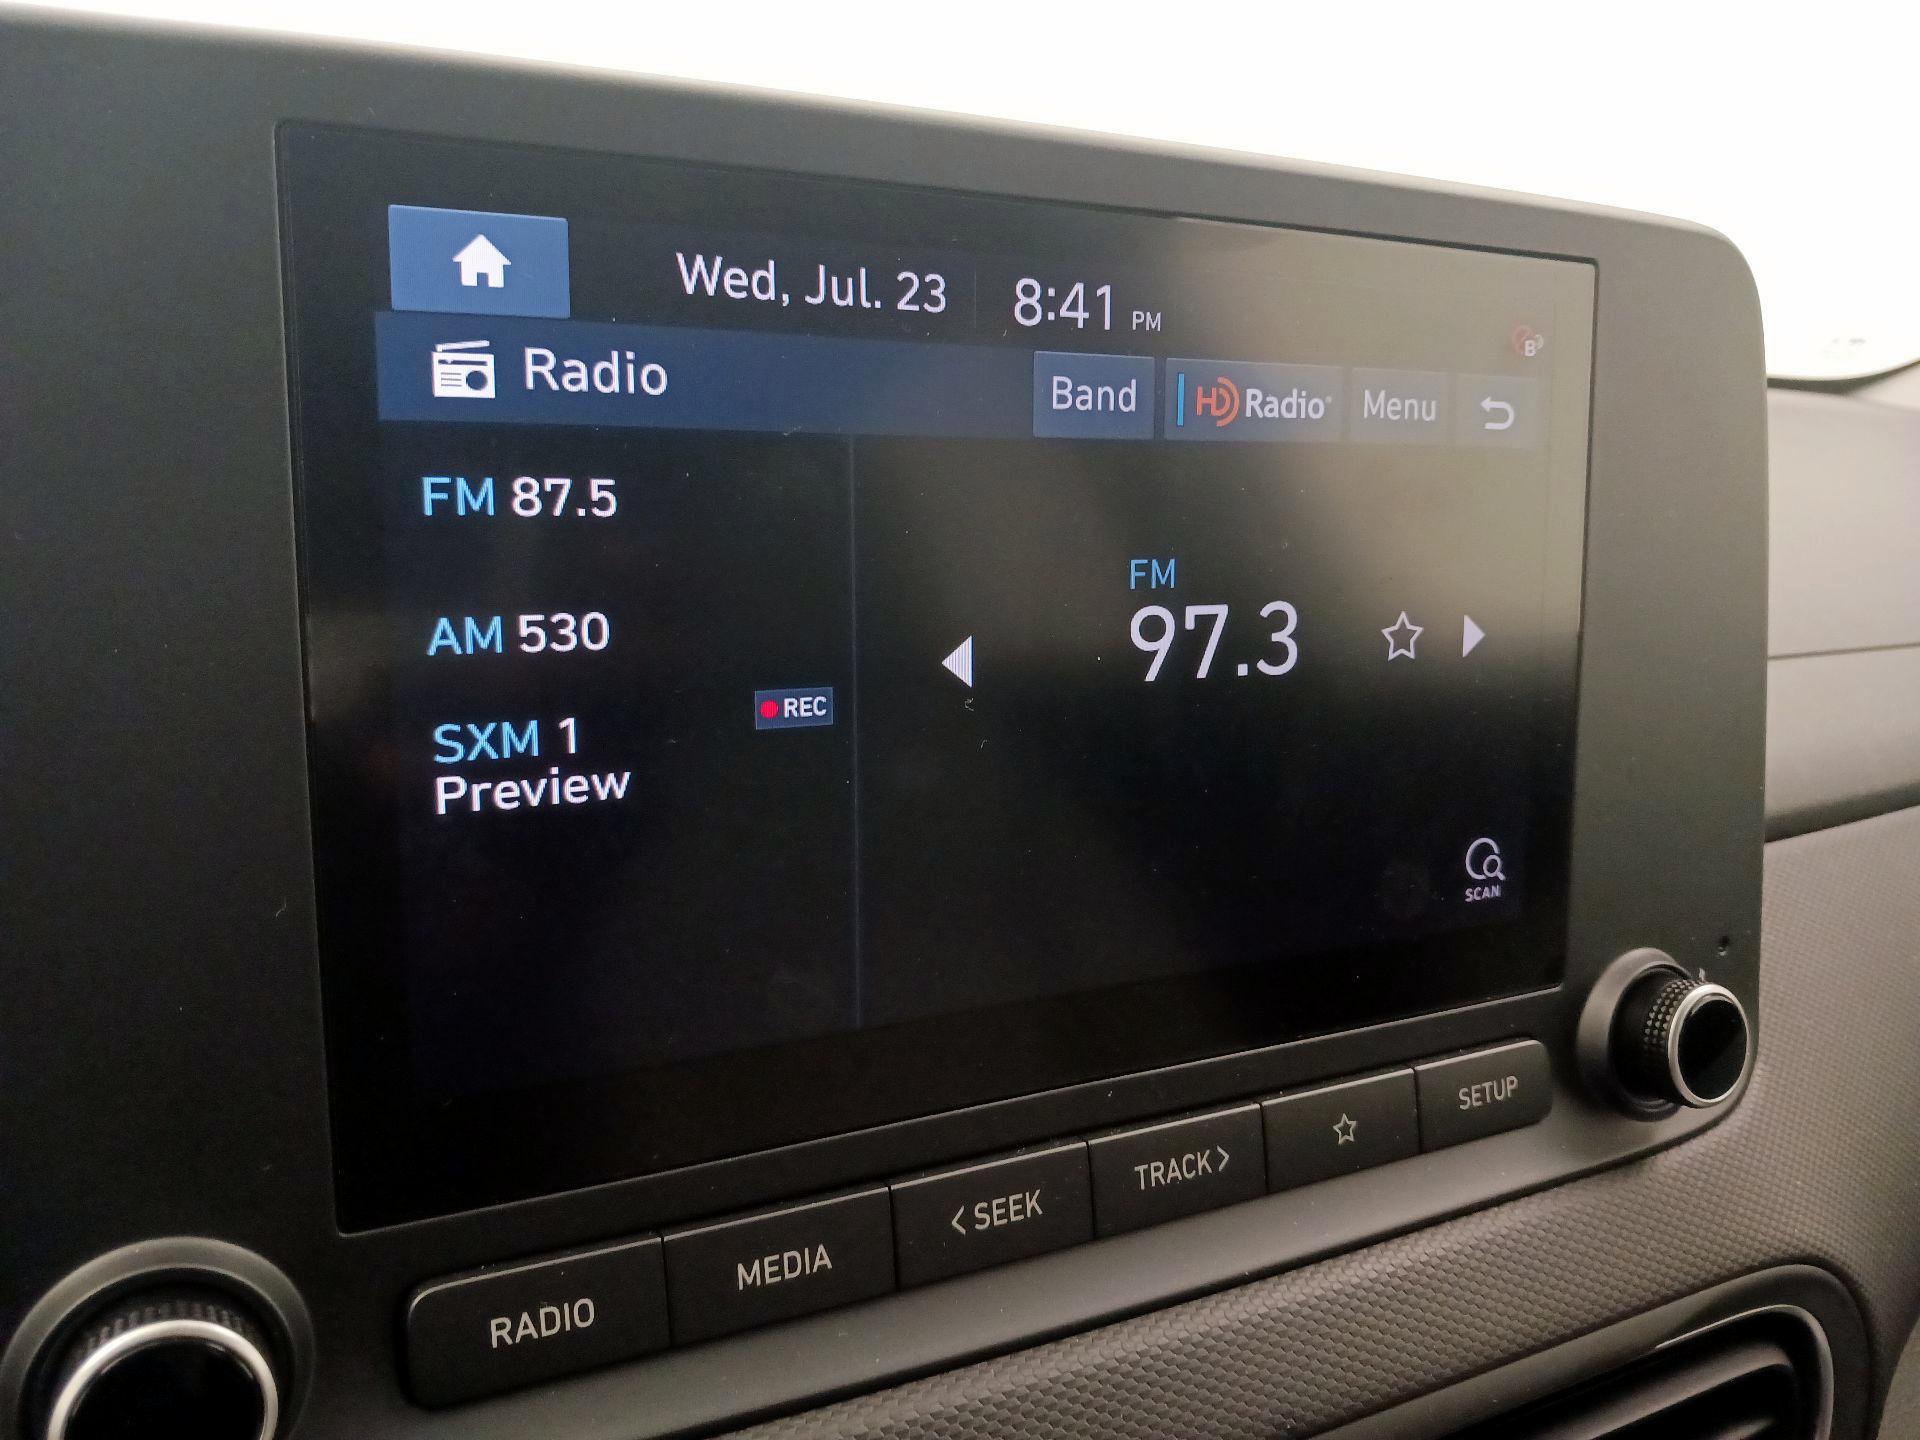 Wed, Jul. 23 8:41 PM
B
Radio Band HD Radio® Menu
FM 87.5
AM 530
REC
SXM 1
Preview
FM
97.3
SCAN
RADIO MEDIA < SEEK TRACK > SETUP